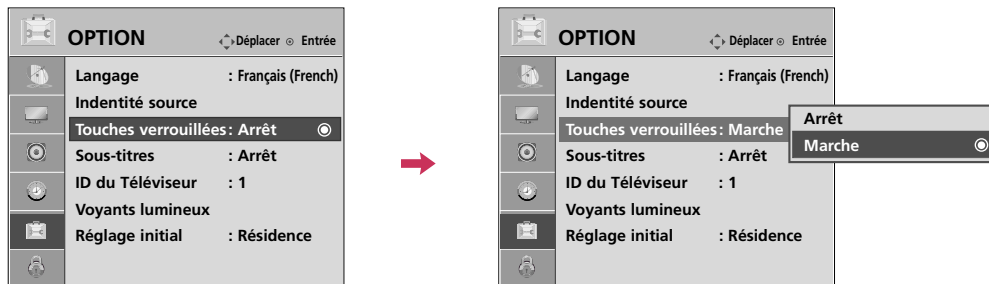 OPTION Déplacer Entrée
Langage : Français (French)
Indentité source
Touches verrouillées : Arrêt
Sous-titres : Arrêt
ID du Téléviseur : 1
Voyants lumineux
Réglage initial : Résidence
OPTION Déplacer Entrée
Langage : Français (French)
Indentité source
Touches verrouillées : Marche
Sous-titres : Arrêt
ID du Téléviseur : 1
Voyants lumineux
Réglage initial : Résidence
Arrêt
Marche